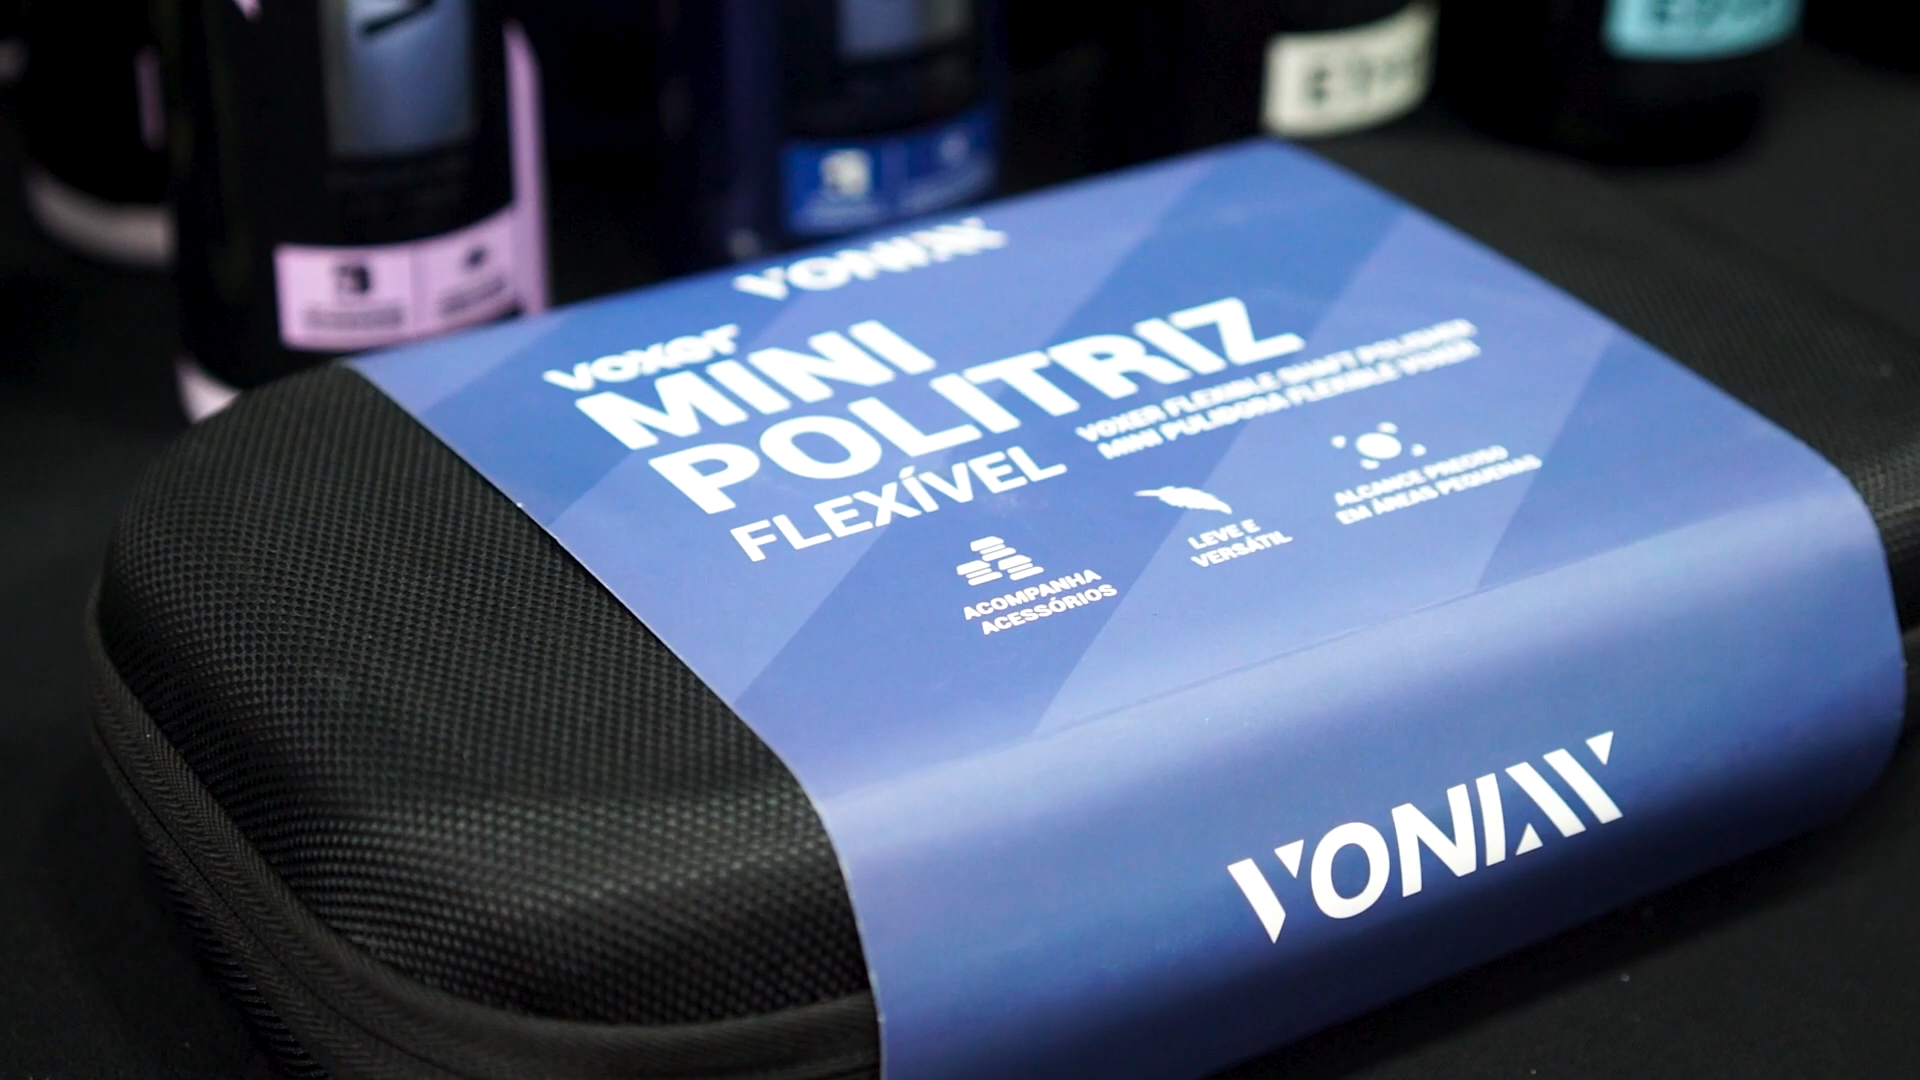 VONIXX
voxer
MINI
POLITRIZ
FLEXÍVEL
VOXER FLEXIBLE SHAFT POLISHER
MINI PULIDORA FLEXIBLE VOXER
ACOMPANHA
ACESSÓRIOS
LEVE E
VERSÁTIL
ALCANCE PRECISO
EM ÁREAS PEQUENAS
VONIXX